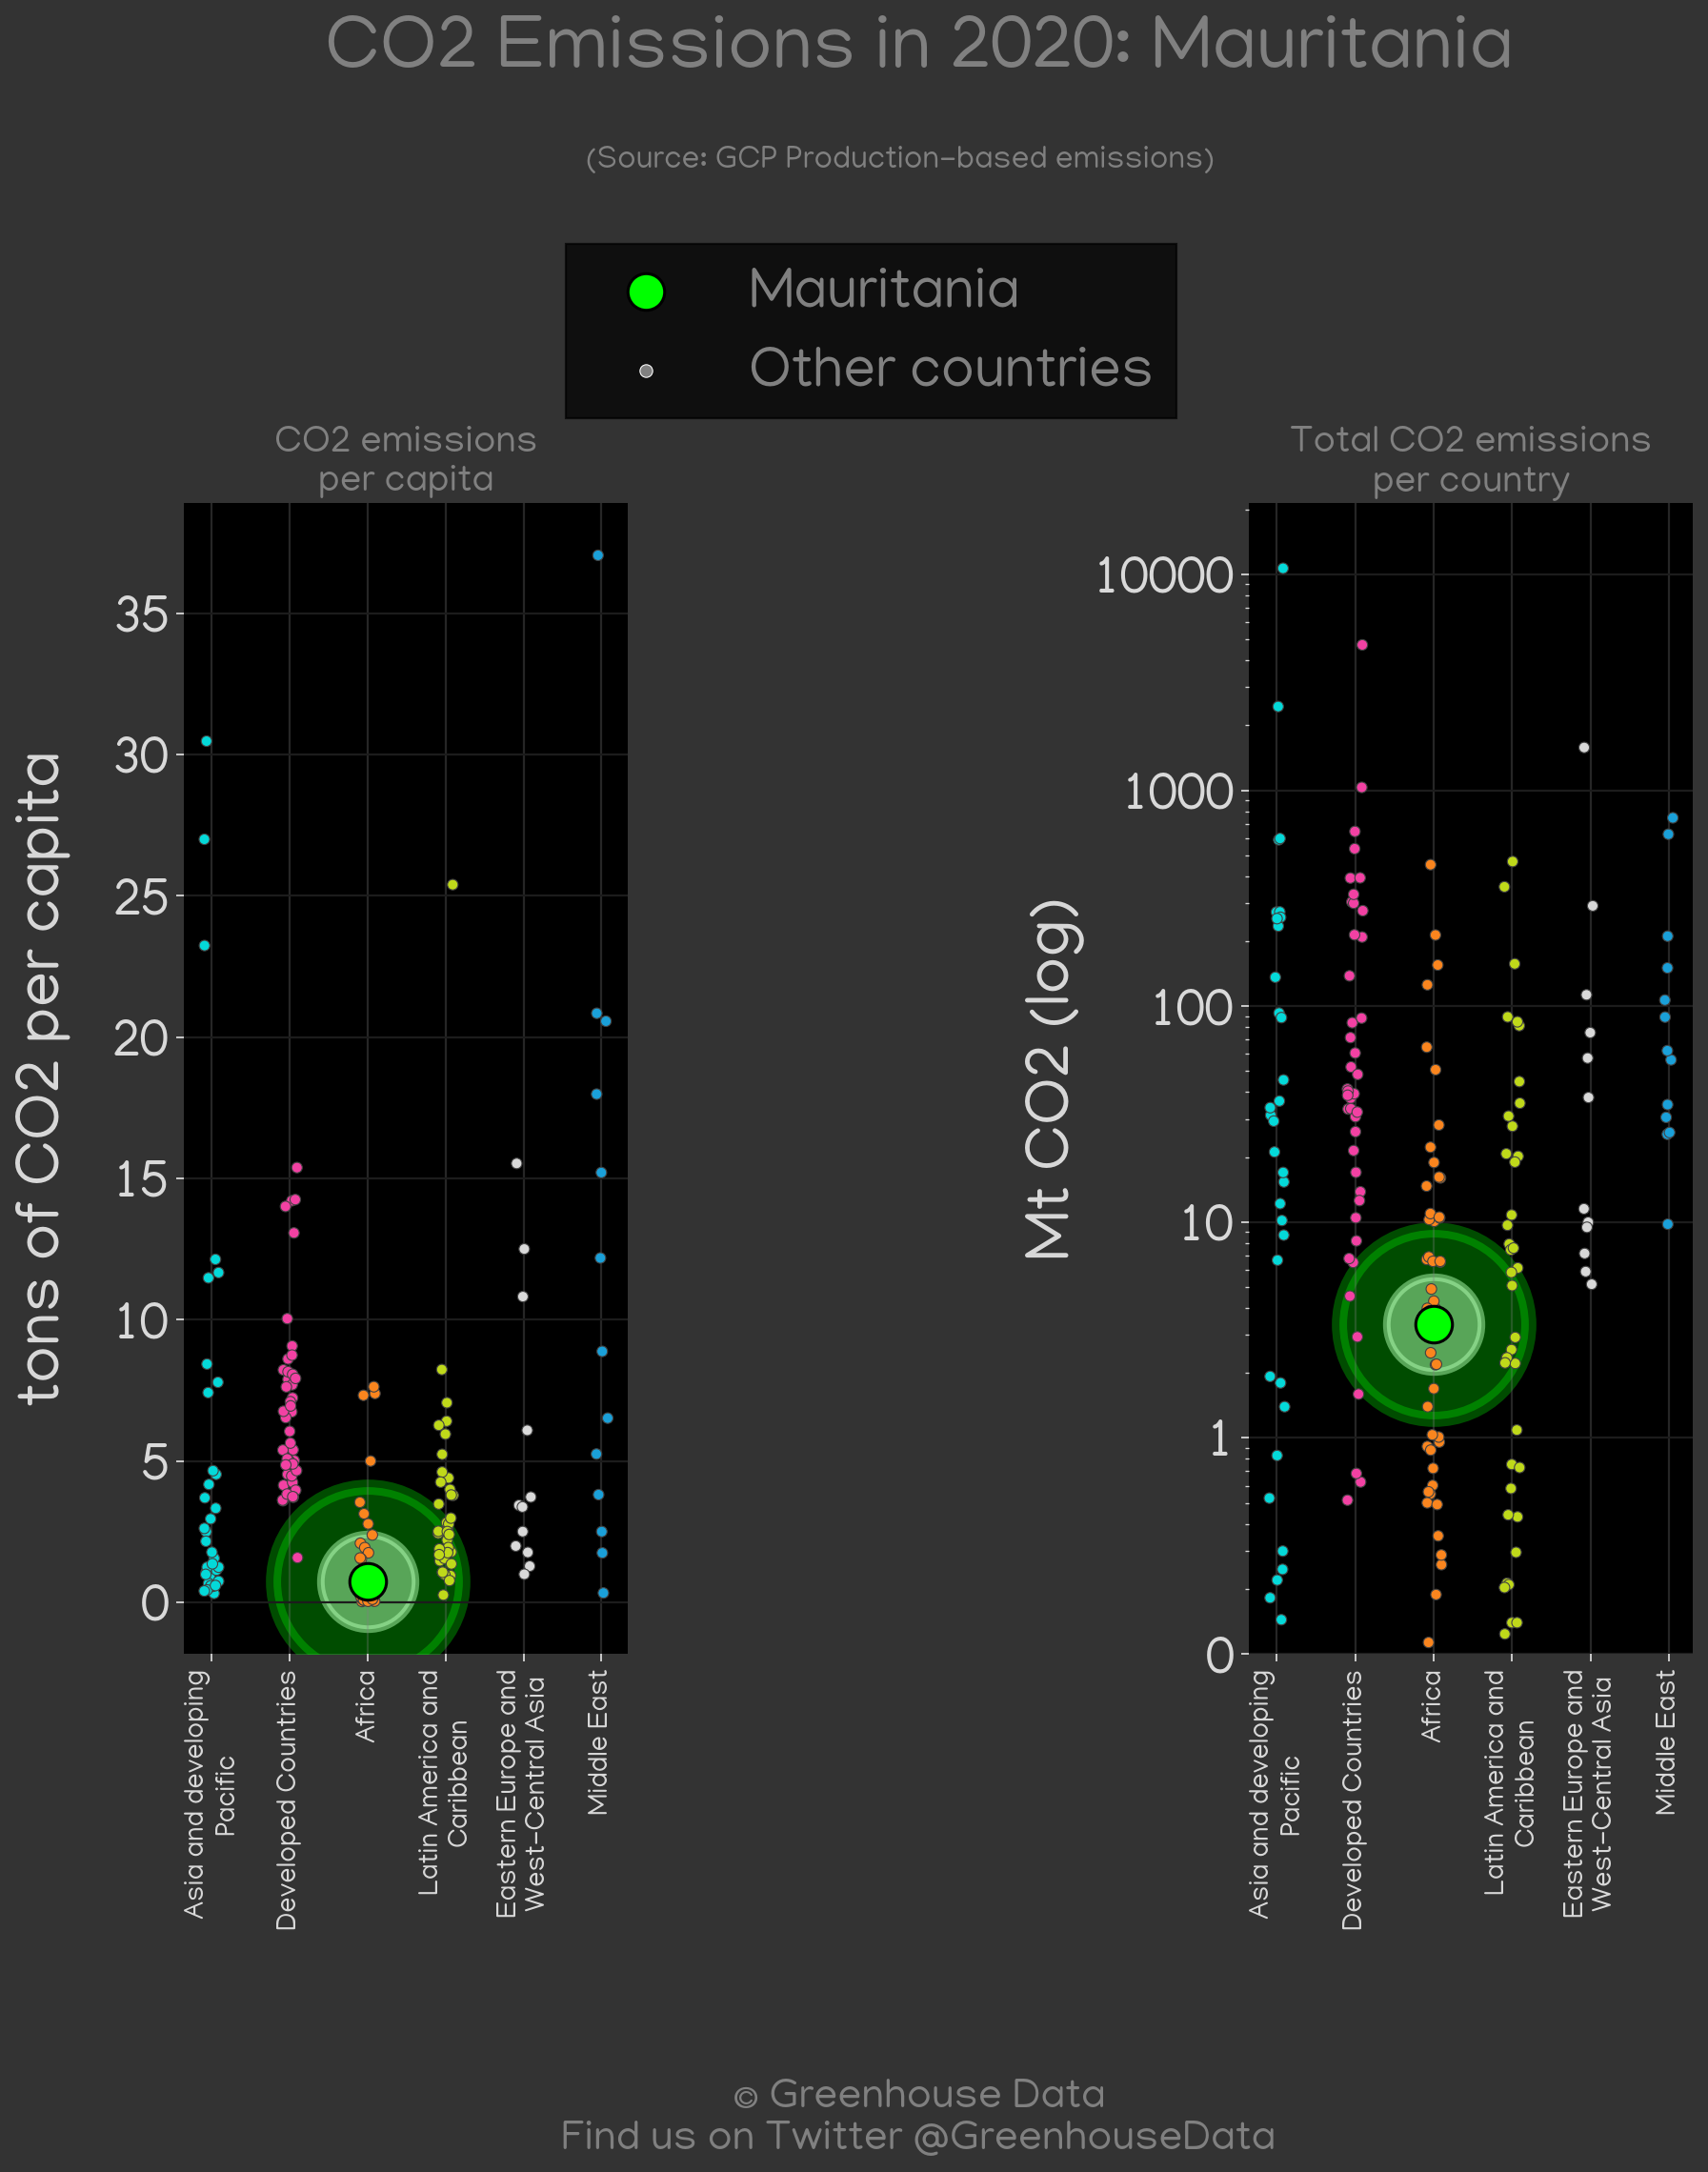 CO2 Emissions in 2020: Mauritania
(Source: GCP Production-based emissions)
Mauritania
Other countries
CO2 emissions
per capita
tons of CO2 per capita
35
30
25
20
15
10
5
0
Asia and developing
Pacific
Developed Countries
Africa
Latin America and
Caribbean
Eastern Europe and
West-Central Asia
Middle East
Total CO2 emissions
per country
Mt CO2 (log)
10000
1000
100
10
1
0
Asia and developing
Pacific
Developed Countries
Africa
Latin America and
Caribbean
Eastern Europe and
West-Central Asia
Middle East
© Greenhouse Data
Find us on Twitter @GreenhouseData